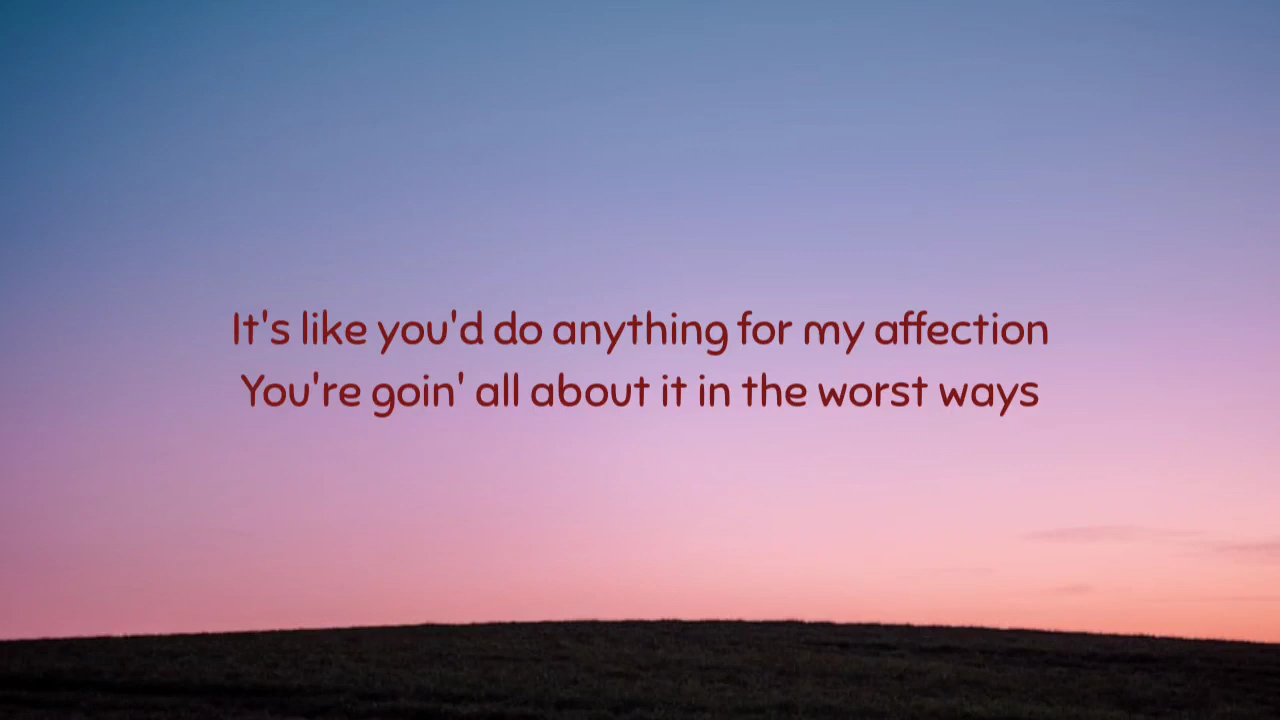 It's like you'd do anything for my affection
You're goin' all about it in the worst ways